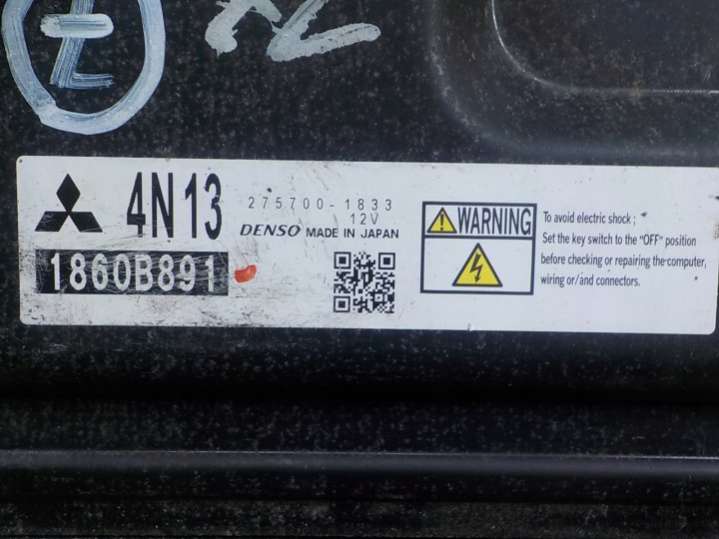 4N13
1860B891
275700-1833
12V
DENSO MADE IN JAPAN
WARNING
To avoid electric shock ;
Set the key switch to the "OFF" position
before checking or repairing the computer,
wiring or/and connectors.